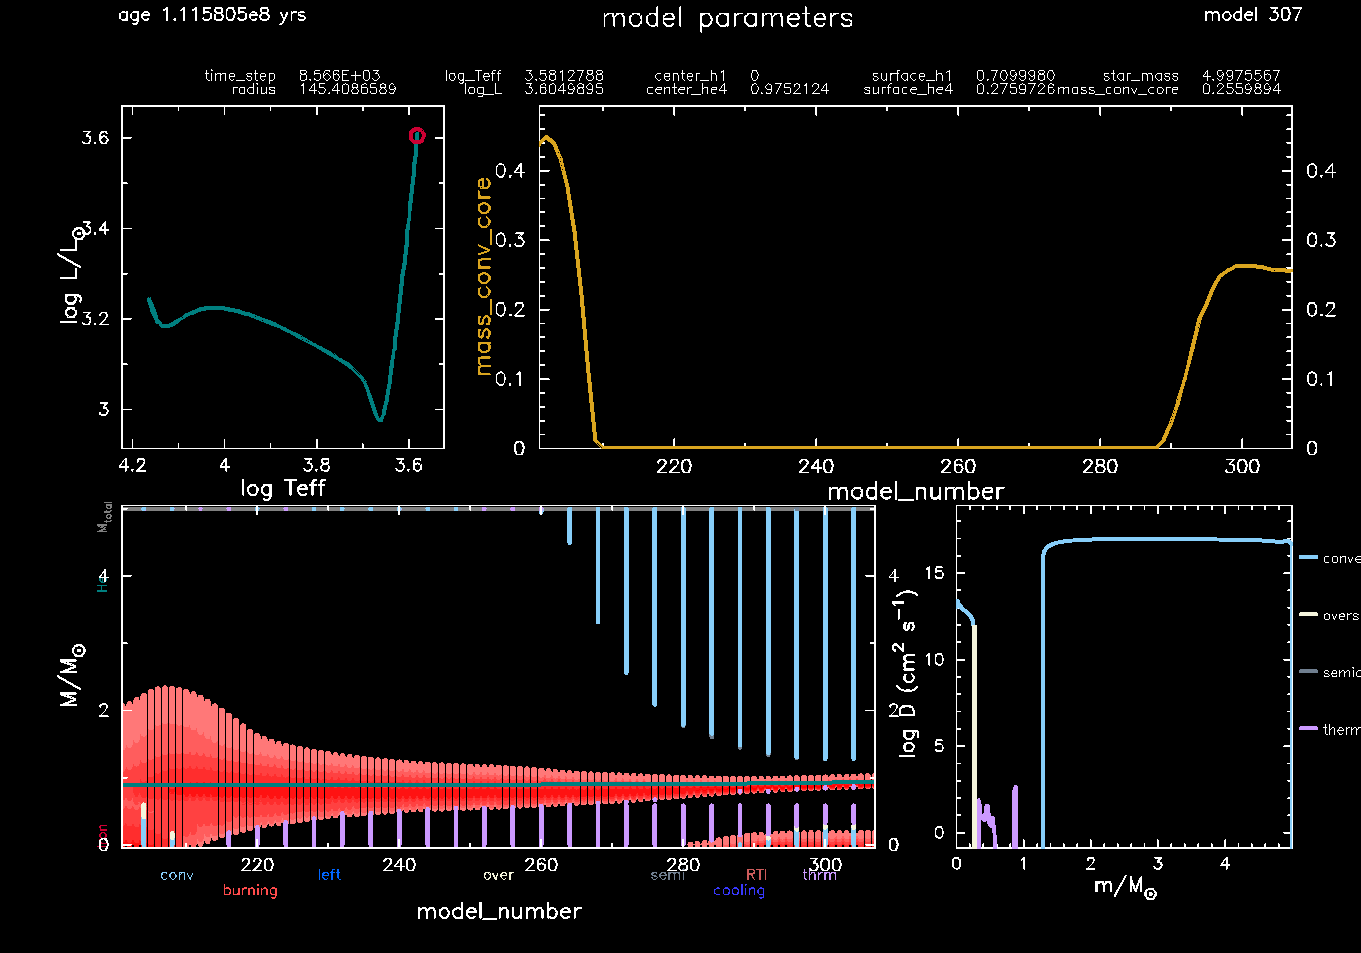 age 1.115805e8 yrs
model parameters
model 307
time_step 8.566E+03 log_Teff 3.5812788 center_h1 0 surface_h1 0.7099980 star_mass 4.9975567
radius 145.4086589 log_L 3.6049895 center_he4 0.9752124 surface_he4 0.2759726 mass_conv_core 0.2559894
log L/L⊙
3.6
3.4
3.2
3
4.2 4 3.8 3.6
log Teff
mass_conv_core
0.4
0.3
0.2
0.1
0
0.4
0.3
0.2
0.1
0
220 240 260 280 300
model_number
Mtotal
He
M/M⊙
4
2
0
4
2
0
220 240 260 280 300
conv left over semi RTI thrm
burning cooling
model_number
log D (cm² s⁻¹)
15
10
5
0
0 1 2 3 4
m/M⊙
conve
overs
semic
therm